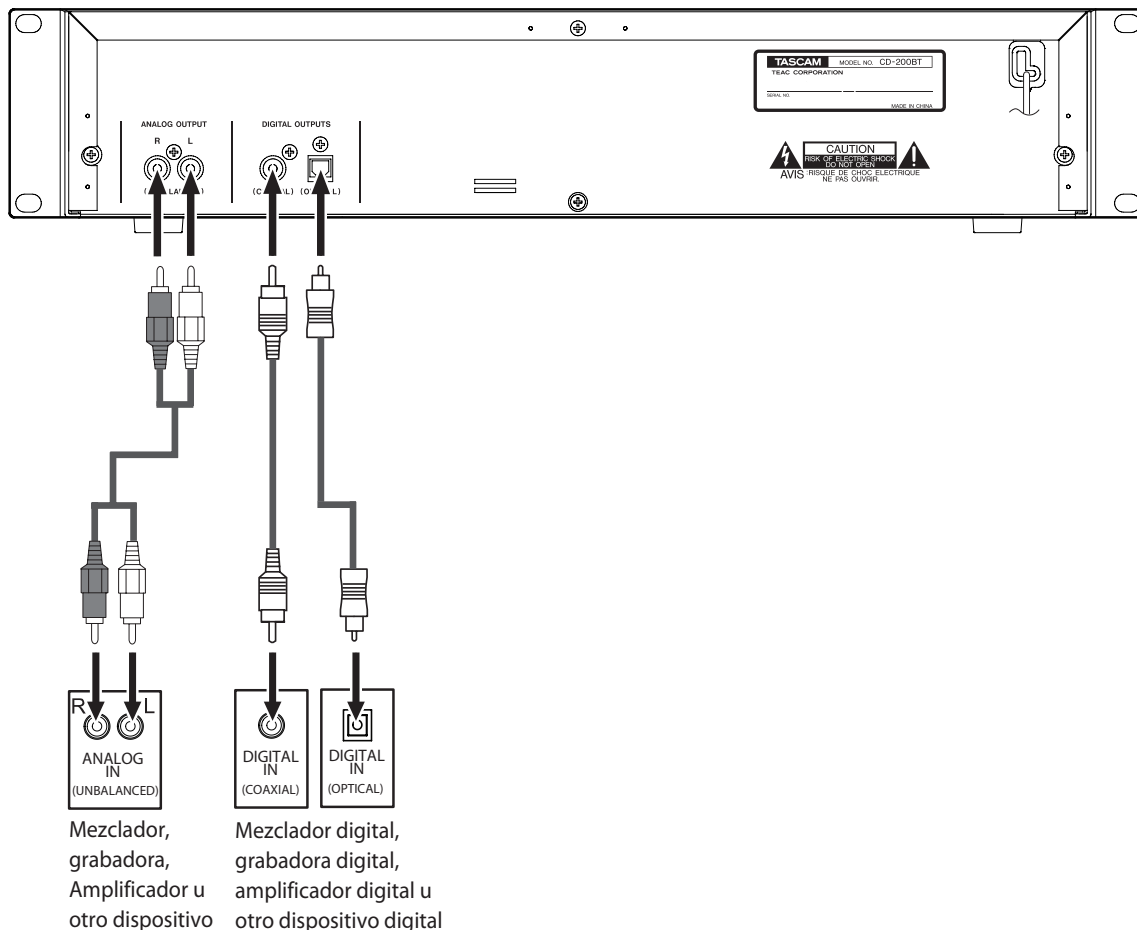 TASCAM MODEL NO. CD-200BT
TEAC CORPORATION
SERIAL NO.
MADE IN CHINA
ANALOG OUTPUT
R L
DIGITAL OUTPUTS
CAUTION
RISK OF ELECTRIC SHOCK
DO NOT OPEN
AVIS : RISQUE DE CHOC ELECTRIQUE
NE PAS OUVRIR.
R L
ANALOG
IN
(UNBALANCED)
DIGITAL
IN
(COAXIAL)
DIGITAL
IN
(OPTICAL)
Mezclador,
grabadora,
Amplificador u
otro dispositivo
Mezclador digital,
grabadora digital,
amplificador digital u
otro dispositivo digital